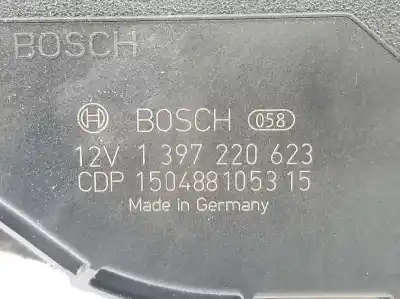 BOSCH
BOSCH 058
12V 1 397 220 623
CDP 1504881053 15
Made in Germany